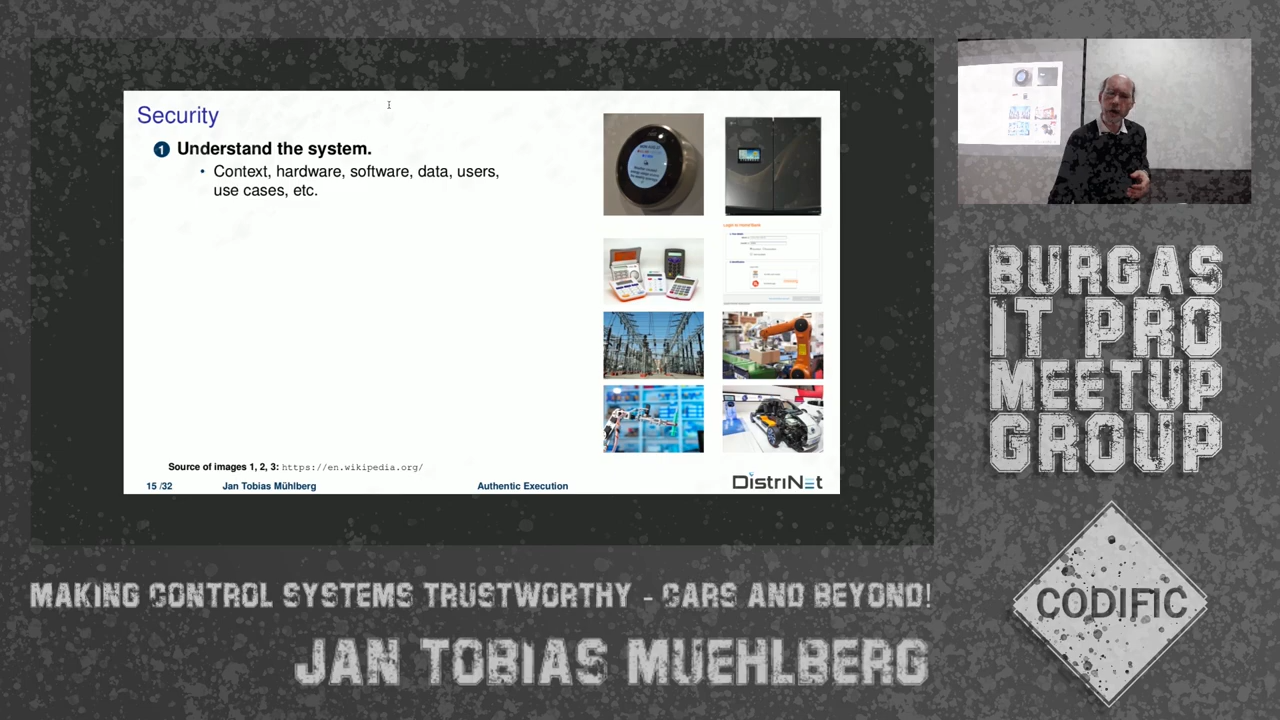 Security
1 Understand the system.
• Context, hardware, software, data, users,
use cases, etc.
Source of images 1, 2, 3: https://en.wikipedia.org/
15 /32 Jan Tobias Mühlberg Authentic Execution DistriNet
BURGAS
IT PRO
MEETUP
GROUP
CODIFIC
MAKING CONTROL SYSTEMS TRUSTWORTHY - CARS AND BEYOND!
JAN TOBIAS MUEHLBERG